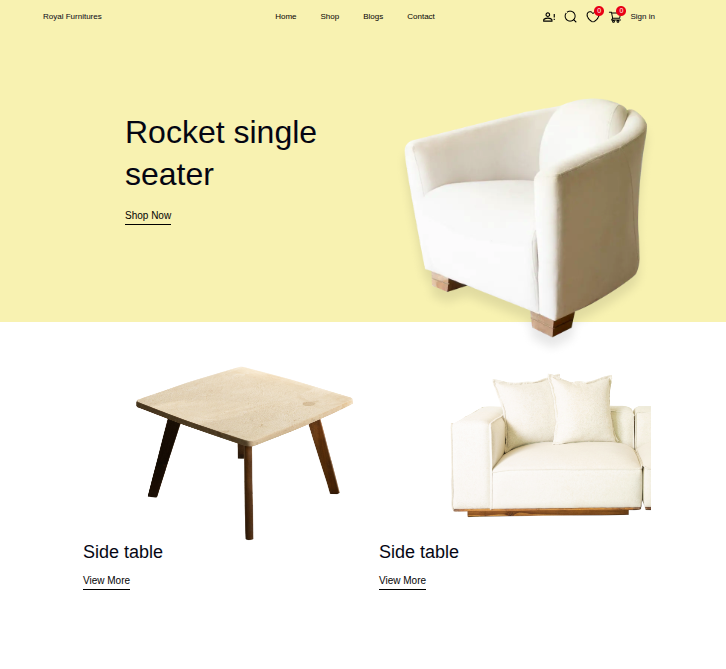 Royal Furnitures
Home Shop Blogs Contact
0 0 Sign in
Rocket single
seater
Shop Now
Side table Side table
View More View More